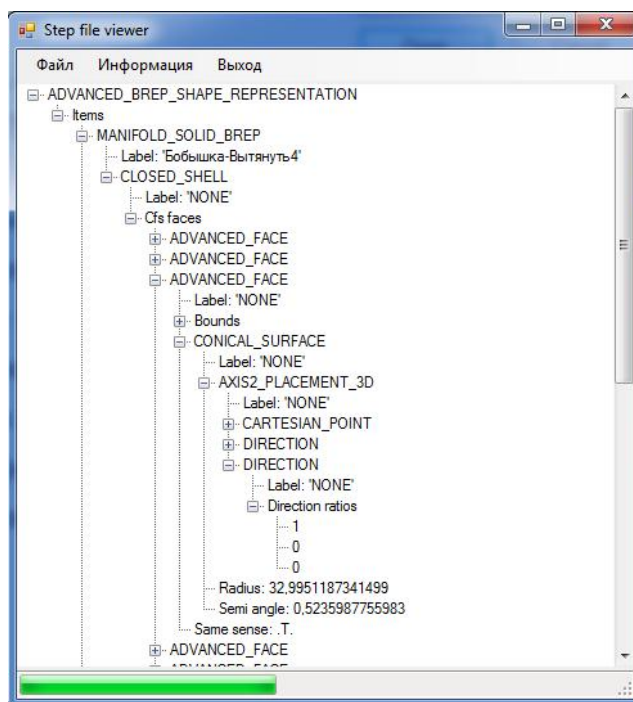 Step file viewer
Файл Информация Выход
ADVANCED_BREP_SHAPE_REPRESENTATION
Items
MANIFOLD_SOLID_BREP
Label: 'Бобышка-Вытянуть4'
CLOSED_SHELL
Label: 'NONE'
Cfs faces
ADVANCED_FACE
ADVANCED_FACE
ADVANCED_FACE
Label: 'NONE'
Bounds
CONICAL_SURFACE
Label: 'NONE'
AXIS2_PLACEMENT_3D
Label: 'NONE'
CARTESIAN_POINT
DIRECTION
DIRECTION
Label: 'NONE'
Direction ratios
1
0
0
Radius: 32,9951187341499
Semi angle: 0,5235987755983
Same sense: .T.
ADVANCED_FACE